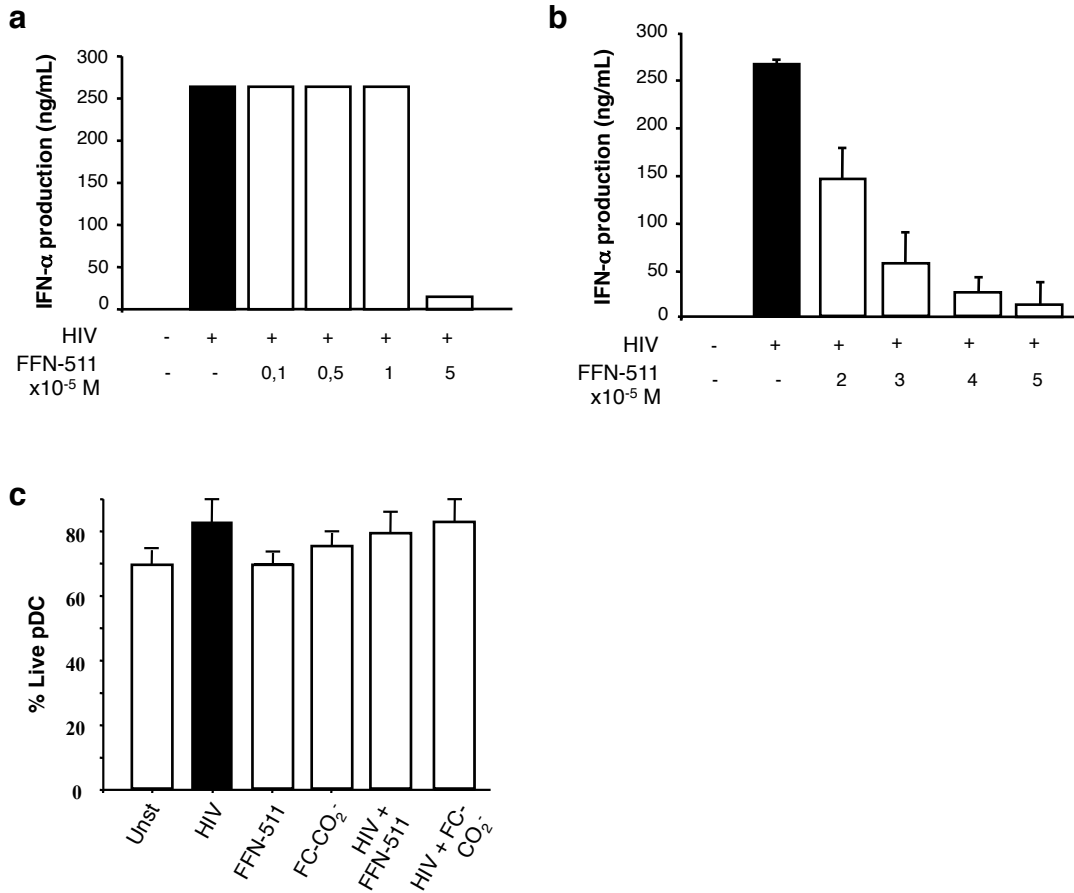 a
IFN-α production (ng/mL)
300
250
200
150
100
50
0
HIV - + + + + +
FFN-511 - - 0,1 0,5 1 5
x10⁻⁵ M
b
IFN-α production (ng/mL)
300
250
200
150
100
50
0
HIV - + + + + +
FFN-511 - - 2 3 4 5
x10⁻⁵ M
c
% Live pDC
80
60
40
20
0
Unst
HIV
FFN-511
FC-CO₂⁻
HIV +
FFN-511
HIV + FC-
CO₂⁻